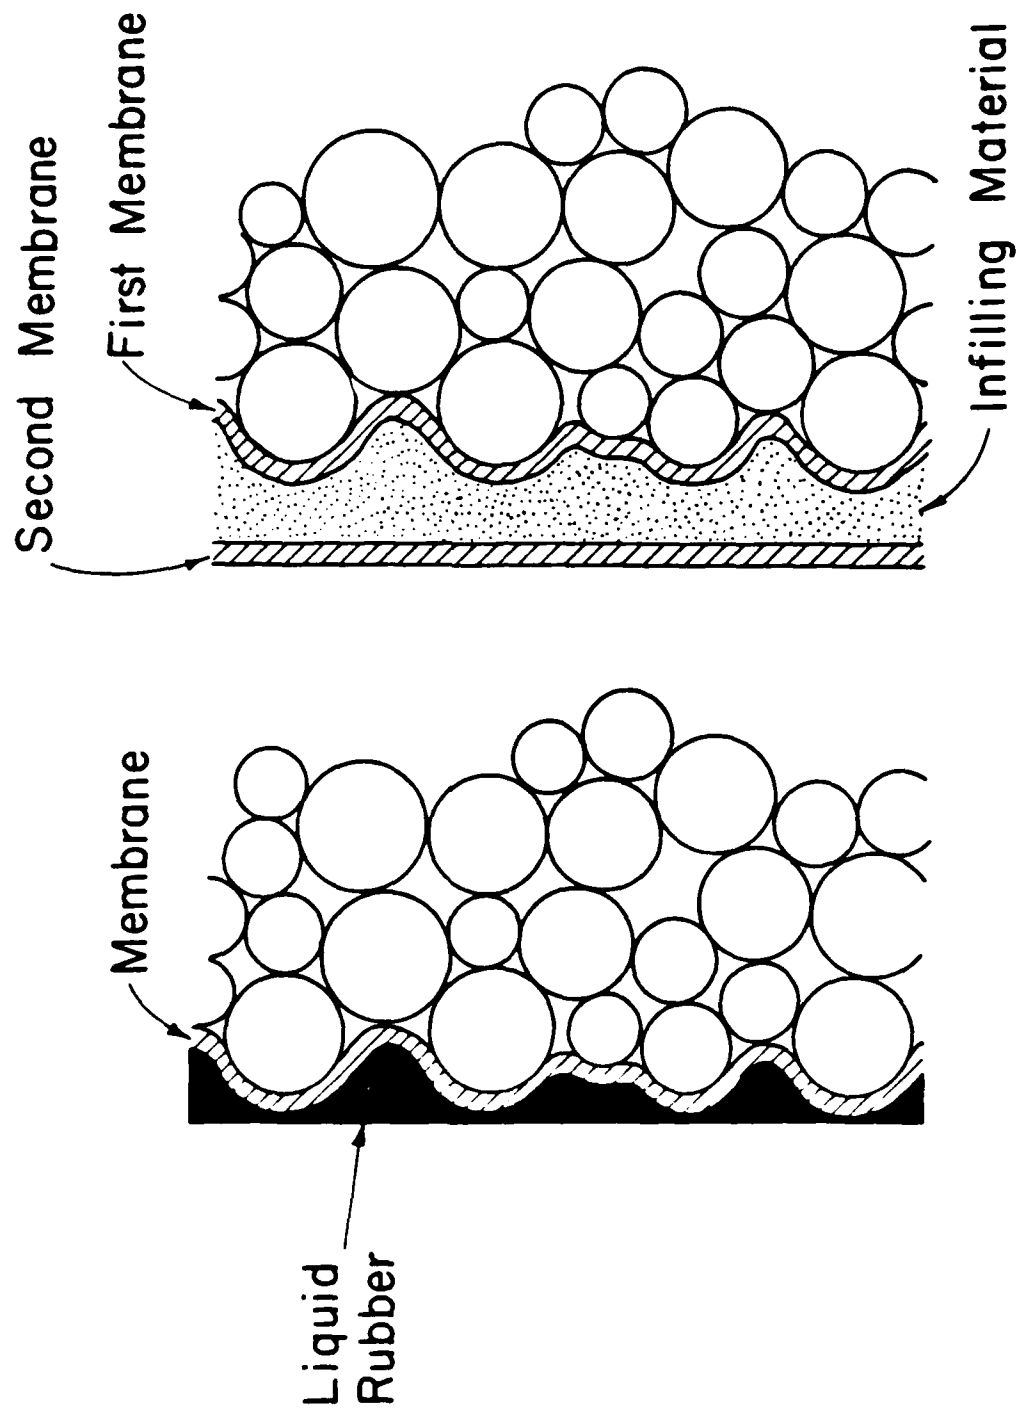 Liquid
Rubber
Membrane
Second Membrane
First Membrane
Infilling Material